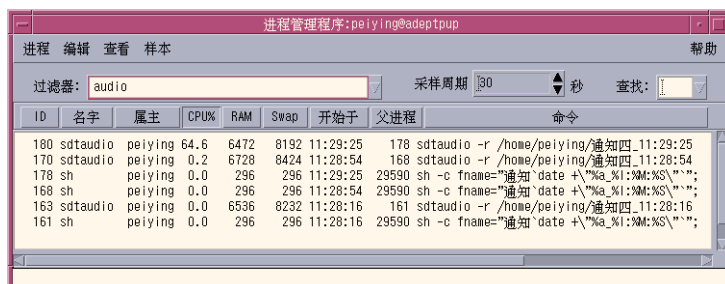 进程管理程序:peiying@adeptpup
进程 编辑 查看 样本 帮助
过滤器: audio 采样周期 30 秒 查找:
ID 名字 属主 CPU% RAM Swap 开始于 父进程 命令
180 sdtaudio peiying 64.6 6472 8192 11:29:25 178 sdtaudio -r /home/peiying/通知四_11:29:25
170 sdtaudio peiying 0.2 6728 8424 11:28:54 168 sdtaudio -r /home/peiying/通知四_11:28:54
178 sh peiying 0.0 296 296 11:29:25 29590 sh -c fname="通知`date +\"%a_%I:%M:%S\"`";
168 sh peiying 0.0 296 296 11:28:54 29590 sh -c fname="通知`date +\"%a_%I:%M:%S\"`";
163 sdtaudio peiying 0.0 6536 8232 11:28:16 161 sdtaudio -r /home/peiying/通知四_11:28:16
161 sh peiying 0.0 296 296 11:28:16 29590 sh -c fname="通知`date +\"%a_%I:%M:%S\"`";